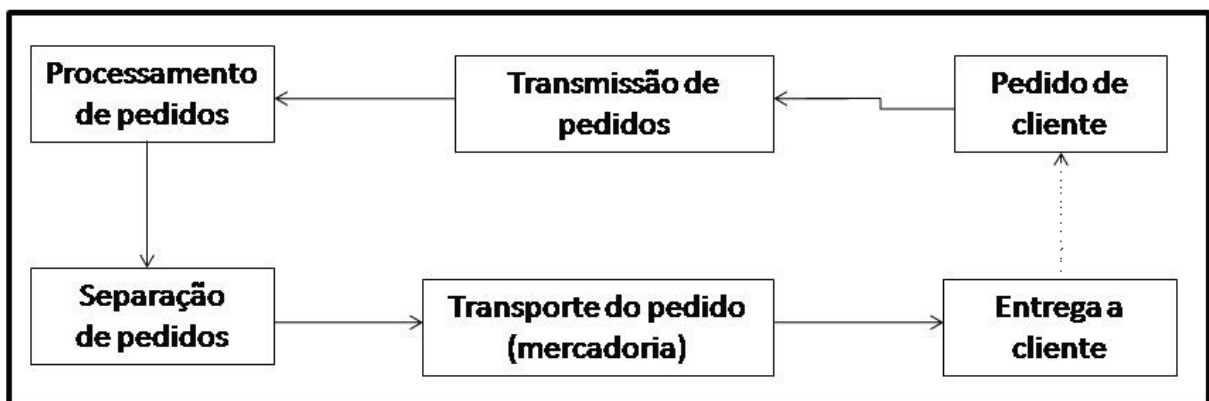 Processamento
de pedidos
Transmissão de
pedidos
Pedido de
cliente
Separação
de pedidos
Transporte do pedido
(mercadoria)
Entrega a
cliente